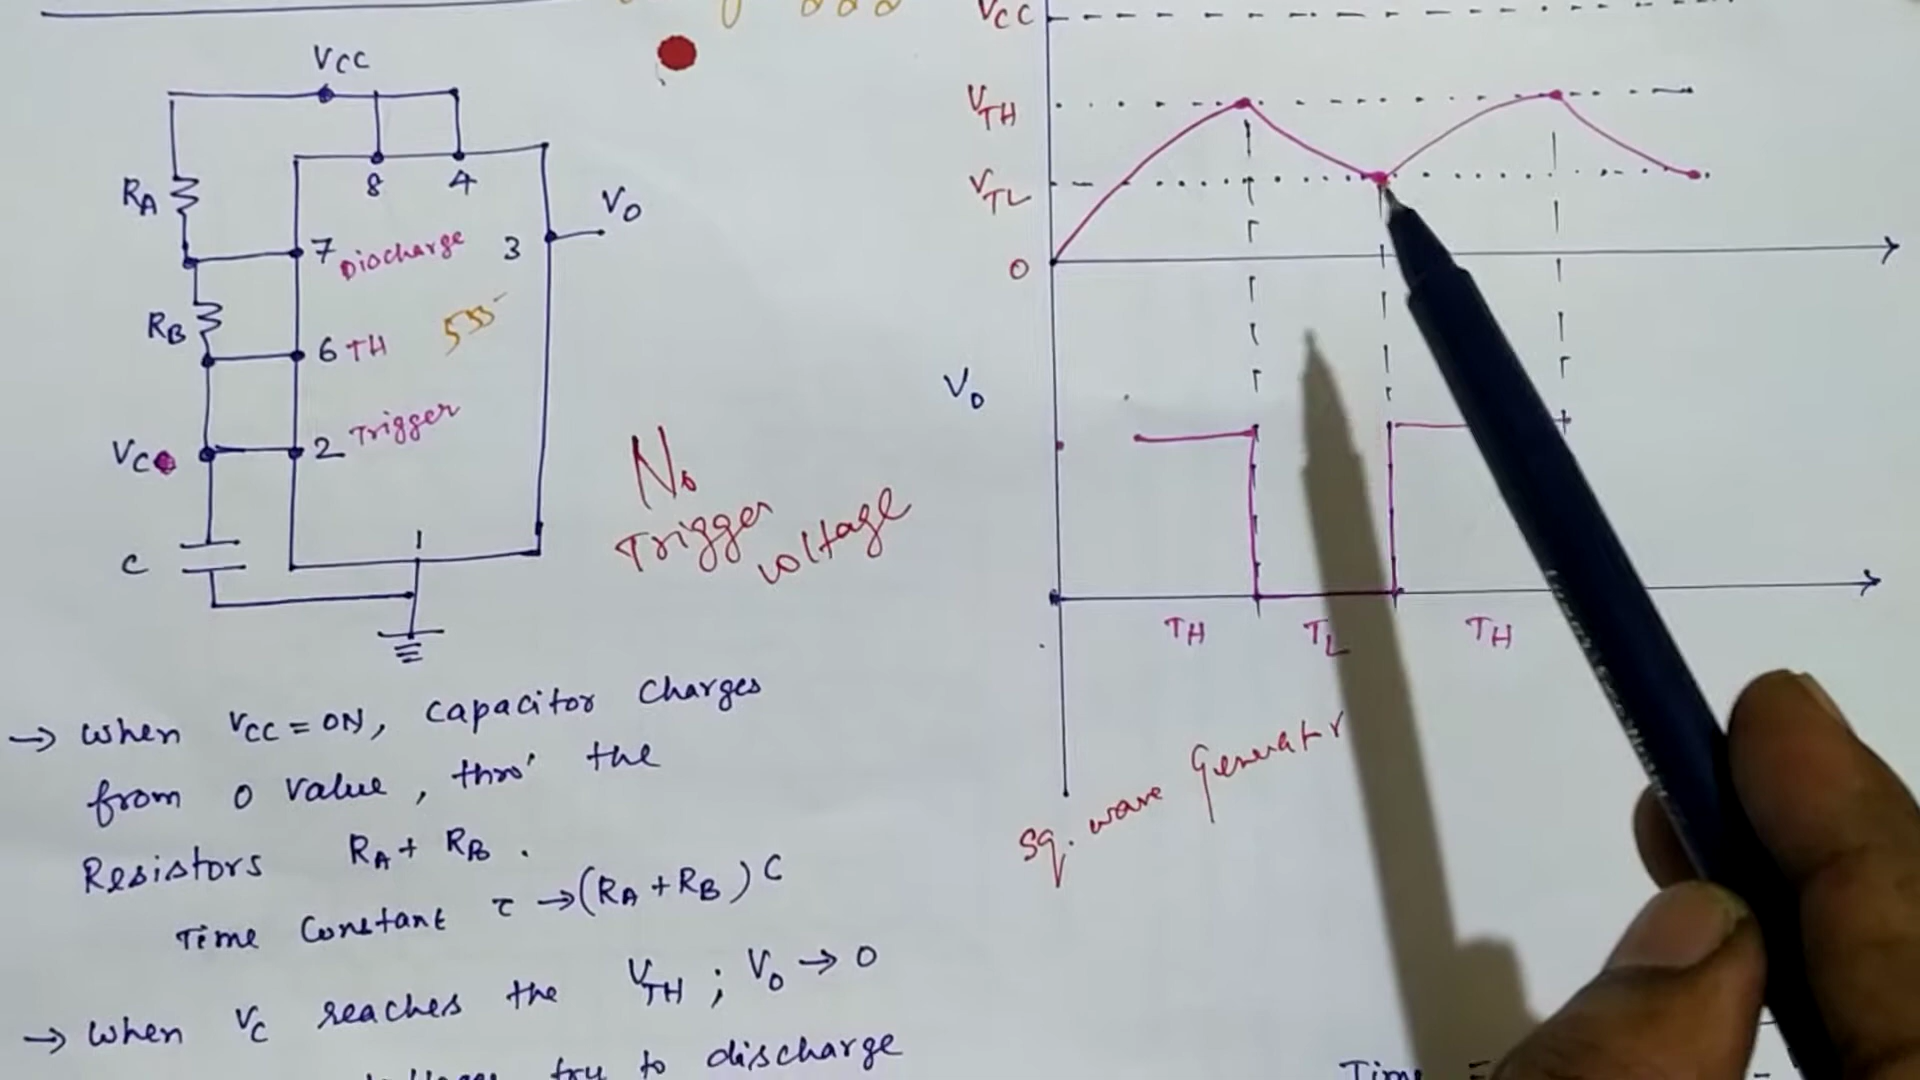 VCC
RA
8 4
VO
7 Discharge 3
RB
6 TH 555
2 Trigger
VC
1
C
No
Trigger
voltage
→ When VCC = ON, capacitor charges
from 0 value, thro' the
Resistors RA + RB .
Time Constant τ → (RA + RB) C
→ When VC reaches the VTH ; VO → 0
try to discharge
VCC
VTH
VTL
0
VO
TH TL TH
Sq. wave Generator
Time =